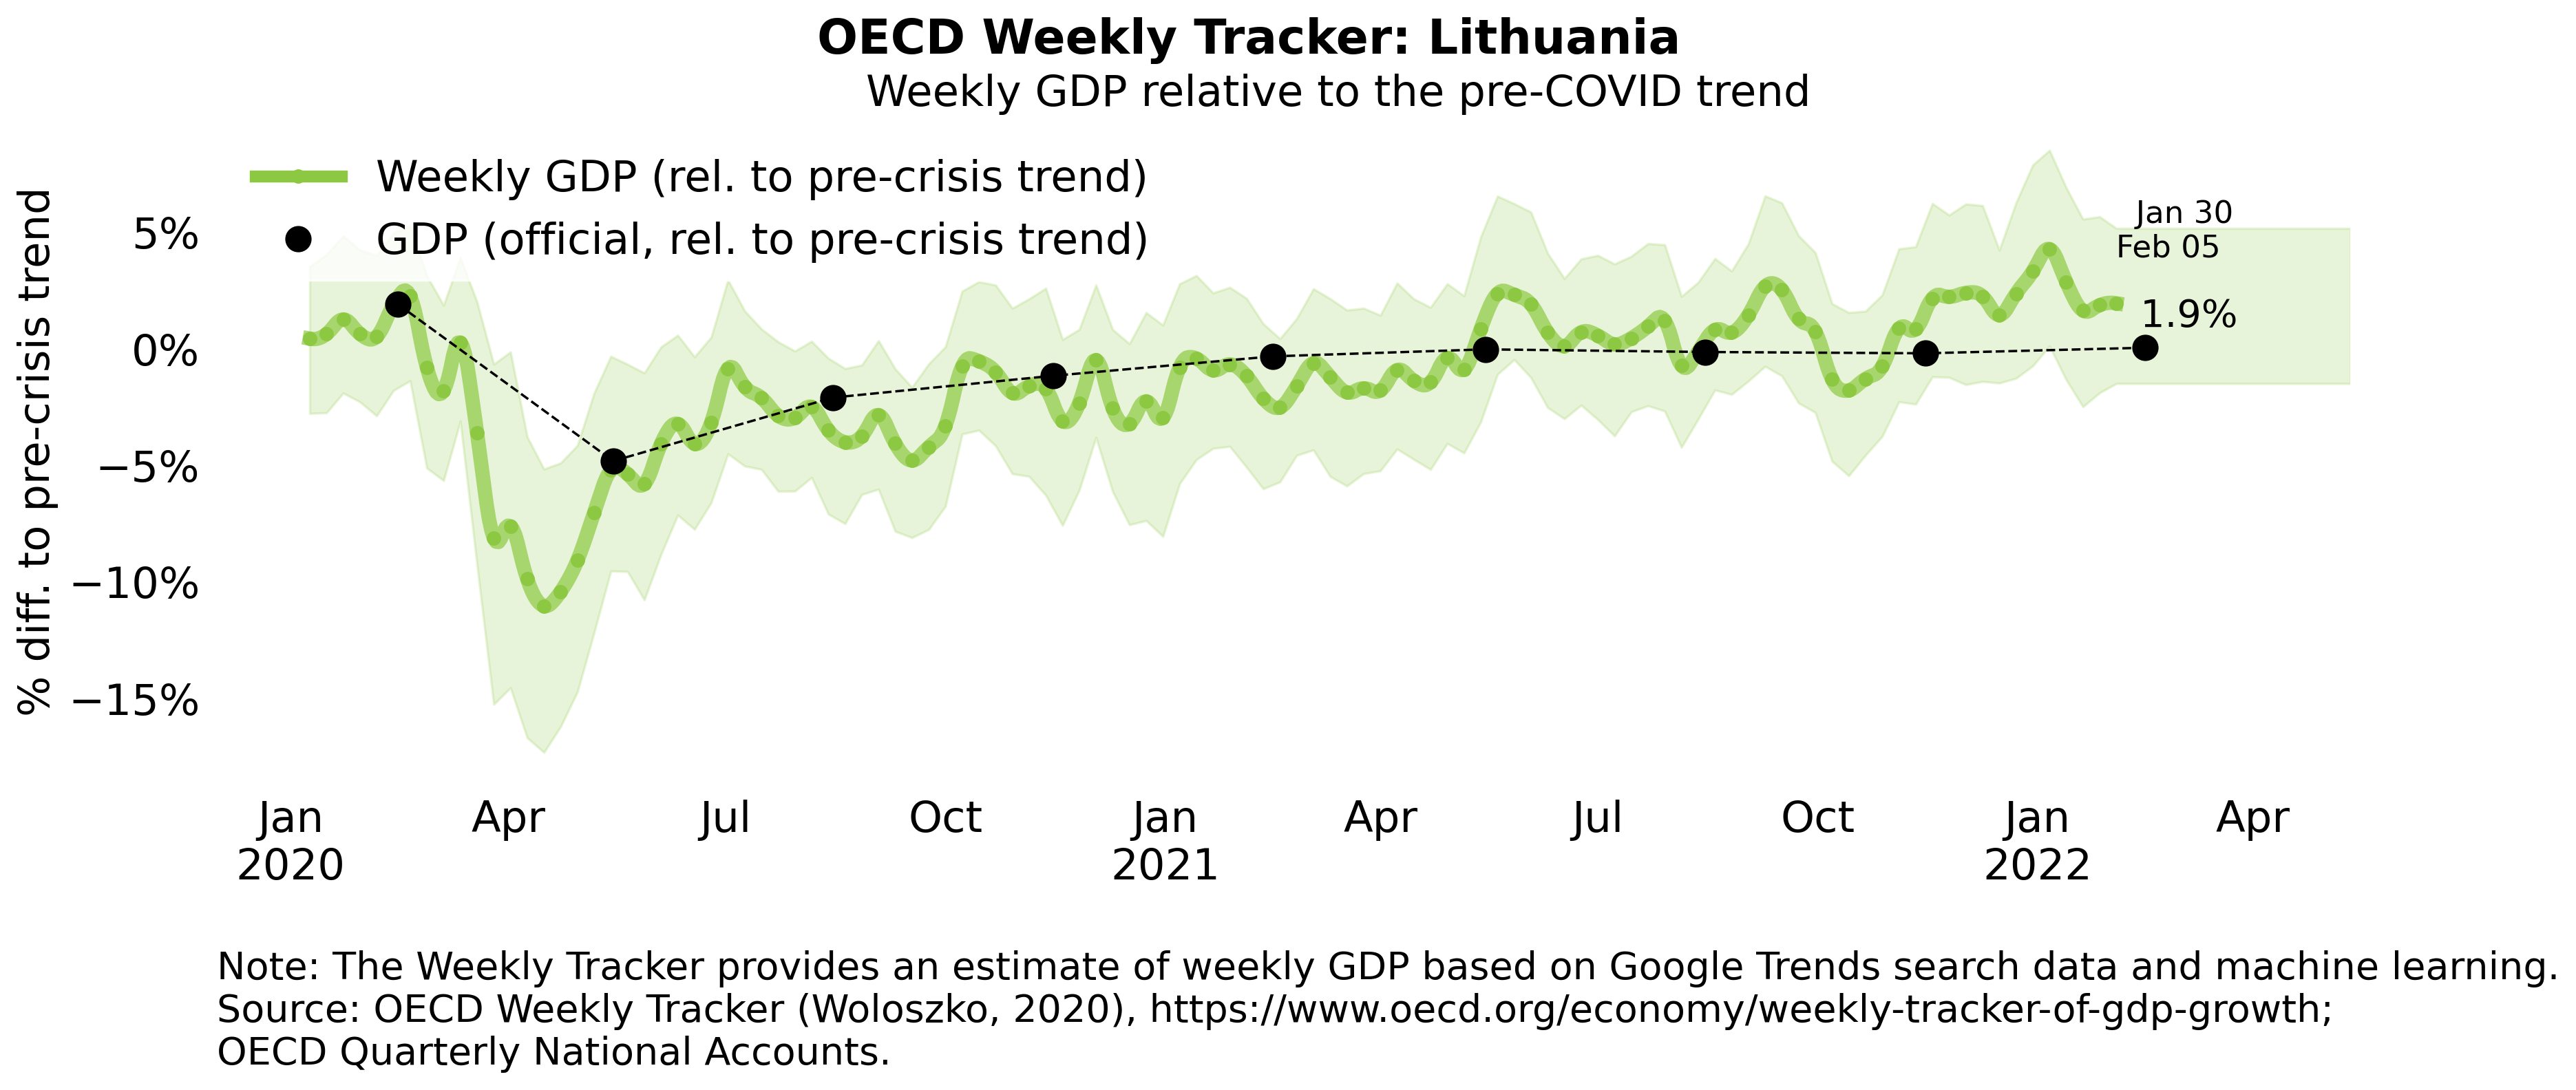 OECD Weekly Tracker: Lithuania
Weekly GDP relative to the pre-COVID trend
Weekly GDP (rel. to pre-crisis trend)
GDP (official, rel. to pre-crisis trend)
% diff. to pre-crisis trend
5%
0%
−5%
−10%
−15%
Jan 30
Feb 05
1.9%
Jan Apr Jul Oct Jan Apr Jul Oct Jan Apr
2020 2021 2022
Note: The Weekly Tracker provides an estimate of weekly GDP based on Google Trends search data and machine learning.
Source: OECD Weekly Tracker (Woloszko, 2020), https://www.oecd.org/economy/weekly-tracker-of-gdp-growth;
OECD Quarterly National Accounts.